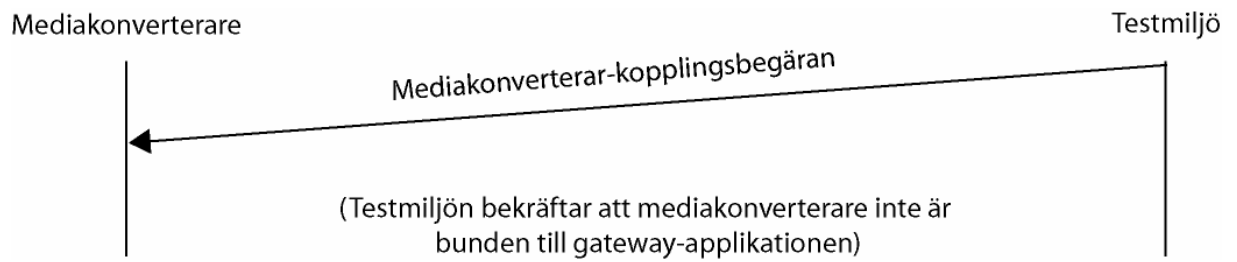 Mediakonverterare
Testmiljö
Mediakonverterar-kopplingsbegäran
(Testmiljön bekräftar att mediakonverterare inte är
bunden till gateway-applikationen)